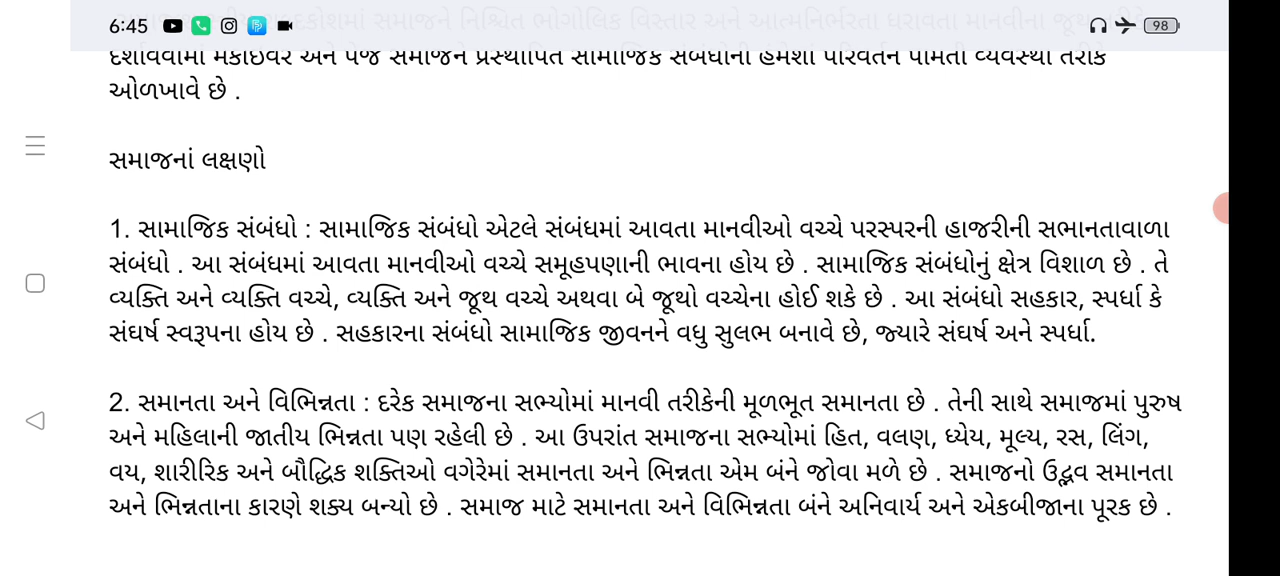 6:45
98
દર્શાવવામાં મેકાઇવર અને પેજ સમાજને પ્રસ્થાપિત સામાજિક સંબંધોની હંમેશાં પરિવર્તન પામતી વ્યવસ્થા તરીકે
ઓળખાવે છે .
સમાજનાં લક્ષણો
1. સામાજિક સંબંધો : સામાજિક સંબંધો એટલે સંબંધમાં આવતા માનવીઓ વચ્ચે પરસ્પરની હાજરીની સભાનતાવાળા
સંબંધો . આ સંબંધમાં આવતા માનવીઓ વચ્ચે સમૂહપણાની ભાવના હોય છે . સામાજિક સંબંધોનું ક્ષેત્ર વિશાળ છે . તે
વ્યક્તિ અને વ્યક્તિ વચ્ચે, વ્યક્તિ અને જૂથ વચ્ચે અથવા બે જૂથો વચ્ચેના હોઈ શકે છે . આ સંબંધો સહકાર, સ્પર્ધા કે
સંઘર્ષ સ્વરૂપના હોય છે . સહકારના સંબંધો સામાજિક જીવનને વધુ સુલભ બનાવે છે, જ્યારે સંઘર્ષ અને સ્પર્ધા.
2. સમાનતા અને વિભિન્નતા : દરેક સમાજના સભ્યોમાં માનવી તરીકેની મૂળભૂત સમાનતા છે . તેની સાથે સમાજમાં પુરુષ
અને મહિલાની જાતીય ભિન્નતા પણ રહેલી છે . આ ઉપરાંત સમાજના સભ્યોમાં હિત, વલણ, ધ્યેય, મૂલ્ય, રસ, લિંગ,
વય, શારીરિક અને બૌદ્ધિક શક્તિઓ વગેરેમાં સમાનતા અને ભિન્નતા એમ બંને જોવા મળે છે . સમાજનો ઉદ્ભવ સમાનતા
અને ભિન્નતાના કારણે શક્ય બન્યો છે . સમાજ માટે સમાનતા અને વિભિન્નતા બંને અનિવાર્ય અને એકબીજાના પૂરક છે .